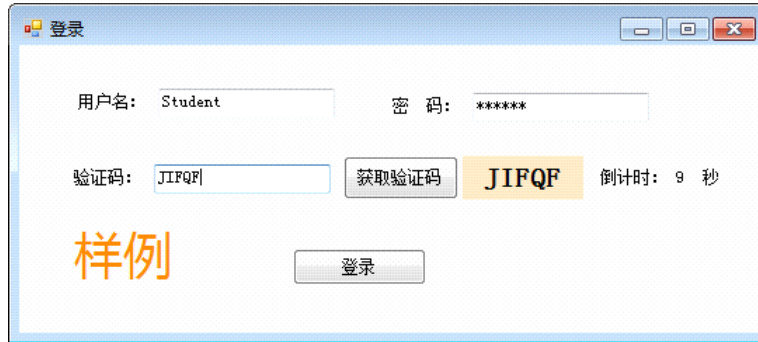 登录
用户名: Student 密 码: ******
验证码: JIFQF 获取验证码 JIFQF 倒计时: 9 秒
样例
登录